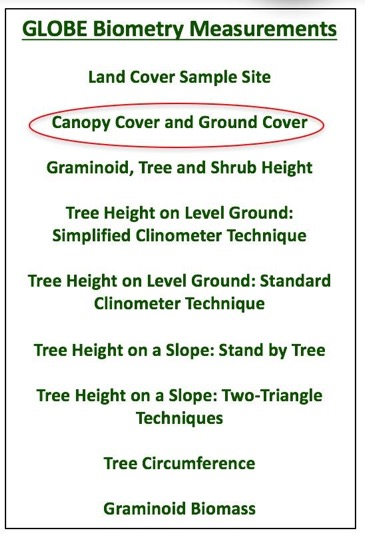 GLOBE Biometry Measurements
Land Cover Sample Site
Canopy Cover and Ground Cover
Graminoid, Tree and Shrub Height
Tree Height on Level Ground:
Simplified Clinometer Technique
Tree Height on Level Ground: Standard
Clinometer Technique
Tree Height on a Slope: Stand by Tree
Tree Height on a Slope: Two-Triangle
Techniques
Tree Circumference
Graminoid Biomass